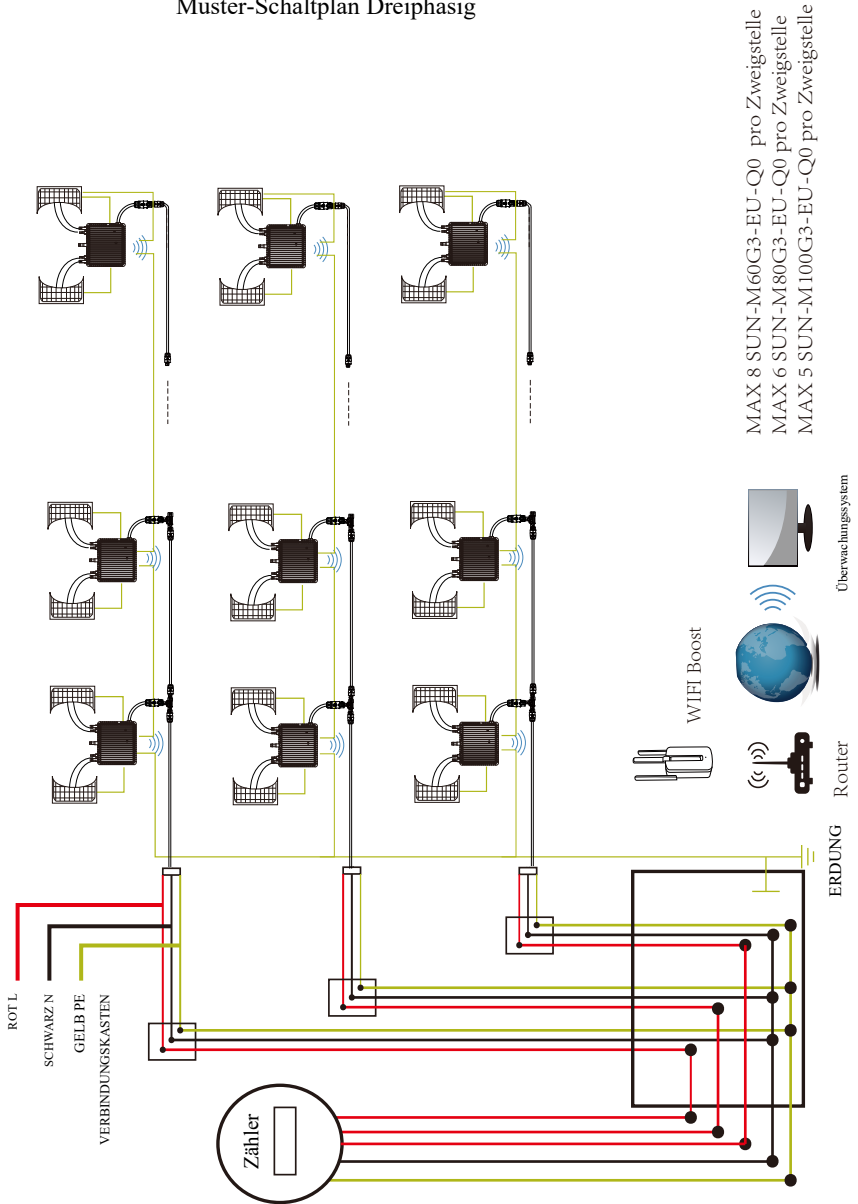 Muster-Schaltplan Dreiphasig
ROT L
SCHWARZ N
GELB PE
VERBINDUNGSKASTEN
Zähler
ERDUNG
Router
WIFI Boost
Überwachungssystem
MAX 8 SUN-M60G3-EU-Q0 pro Zweigstelle
MAX 6 SUN-M80G3-EU-Q0 pro Zweigstelle
MAX 5 SUN-M100G3-EU-Q0 pro Zweigstelle